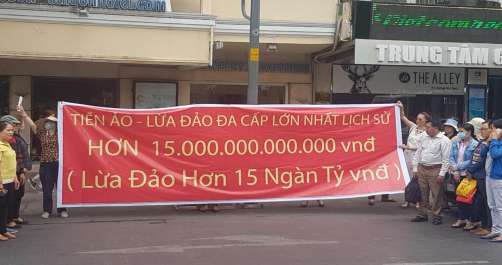 TIỀN ẢO - LỪA ĐẢO ĐA CẤP LỚN NHẤT LỊCH SỬ
HƠN 15.000.000.000.000 vnđ
( Lừa Đảo Hơn 15 Ngàn Tỷ vnđ )
TRUNG TÂM
THE ALLEY